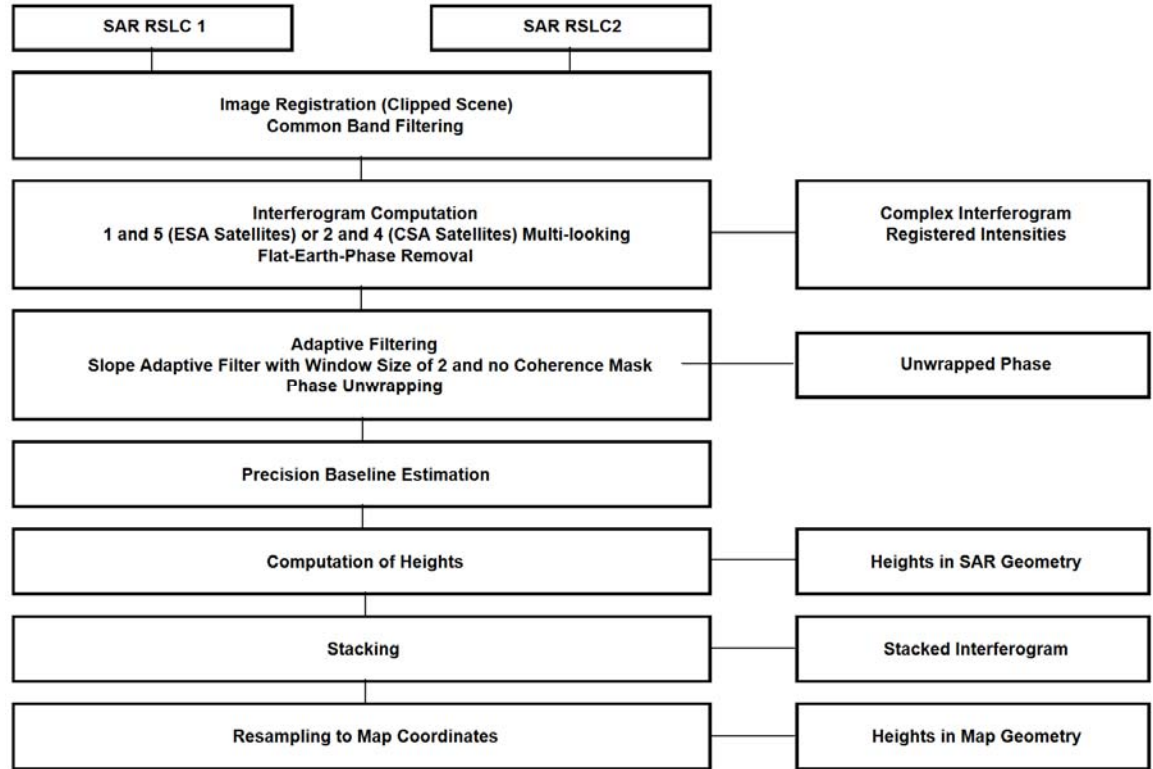 SAR RSLC 1
SAR RSLC2
Image Registration (Clipped Scene)
Common Band Filtering
Interferogram Computation
1 and 5 (ESA Satellites) or 2 and 4 (CSA Satellites) Multi-looking
Flat-Earth-Phase Removal
Complex Interferogram
Registered Intensities
Adaptive Filtering
Slope Adaptive Filter with Window Size of 2 and no Coherence Mask
Phase Unwrapping
Unwrapped Phase
Precision Baseline Estimation
Computation of Heights
Heights in SAR Geometry
Stacking
Stacked Interferogram
Resampling to Map Coordinates
Heights in Map Geometry